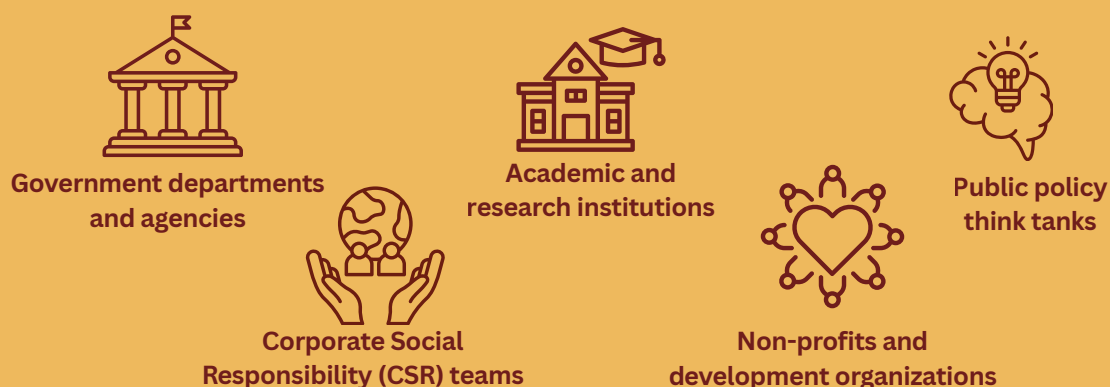 Government departments
and agencies
Corporate Social
Responsibility (CSR) teams
Academic and
research institutions
Non-profits and
development organizations
Public policy
think tanks